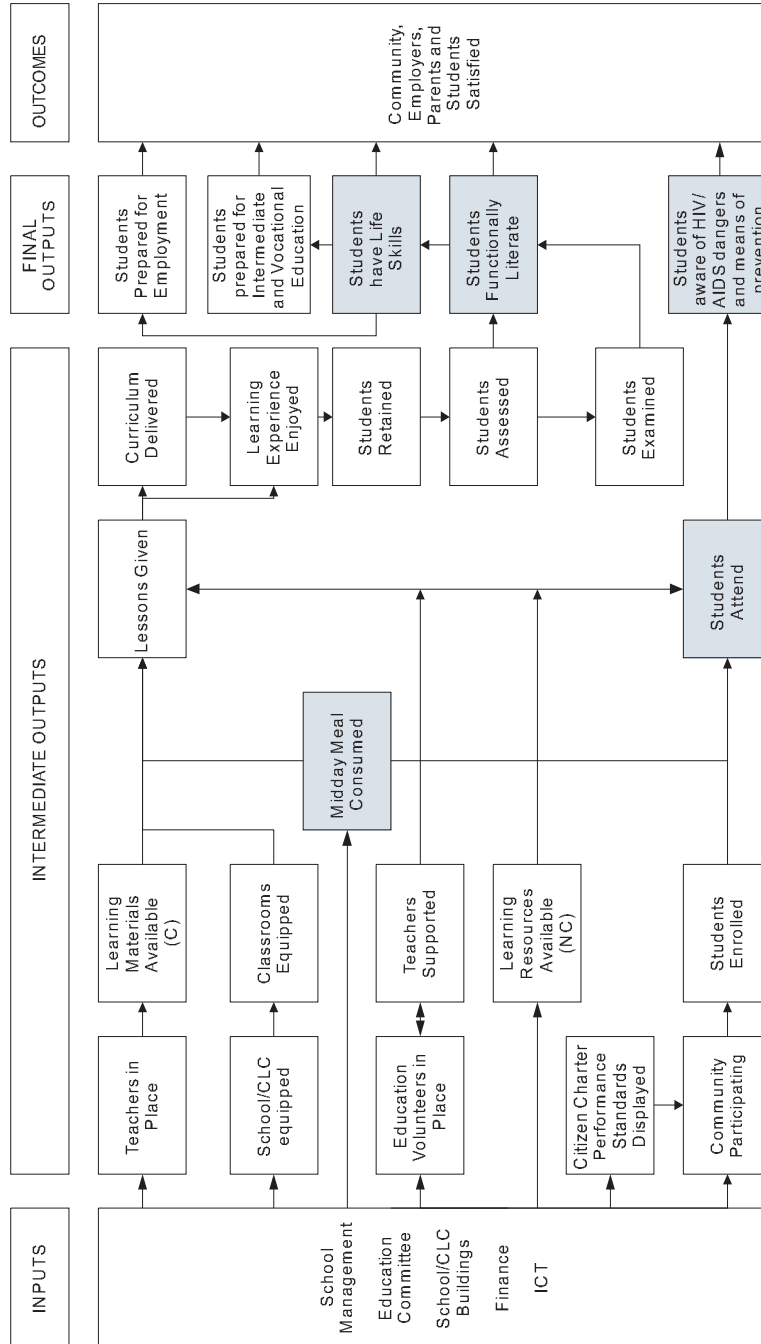 INPUTS
INTERMEDIATE OUTPUTS
FINAL
OUTPUTS
OUTCOMES
School
Management
Education
Committee
School/CLC
Buildings
Finance
ICT
Teachers in
Place
School/CLC
equipped
Education
Volunteers in
Place
Citizen Charter
Performance
Standards
Displayed
Community
Participating
Learning
Materials
Available
(C)
Classrooms
Equipped
Teachers
Supported
Learning
Resources
Available
(NC)
Students
Enrolled
Midday Meal
Consumed
Lessons Given
Students
Attend
Curriculum
Delivered
Learning
Experience
Enjoyed
Students
Retained
Students
Assessed
Students
Examined
Students
Prepared for
Employment
Students
prepared for
Intermediate
and Vocational
Education
Students
have Life
Skills
Students
Functionally
Literate
Students
aware of HIV/
AIDS dangers
and means of
prevention
Community,
Employers,
Parents and
Students
Satisfied